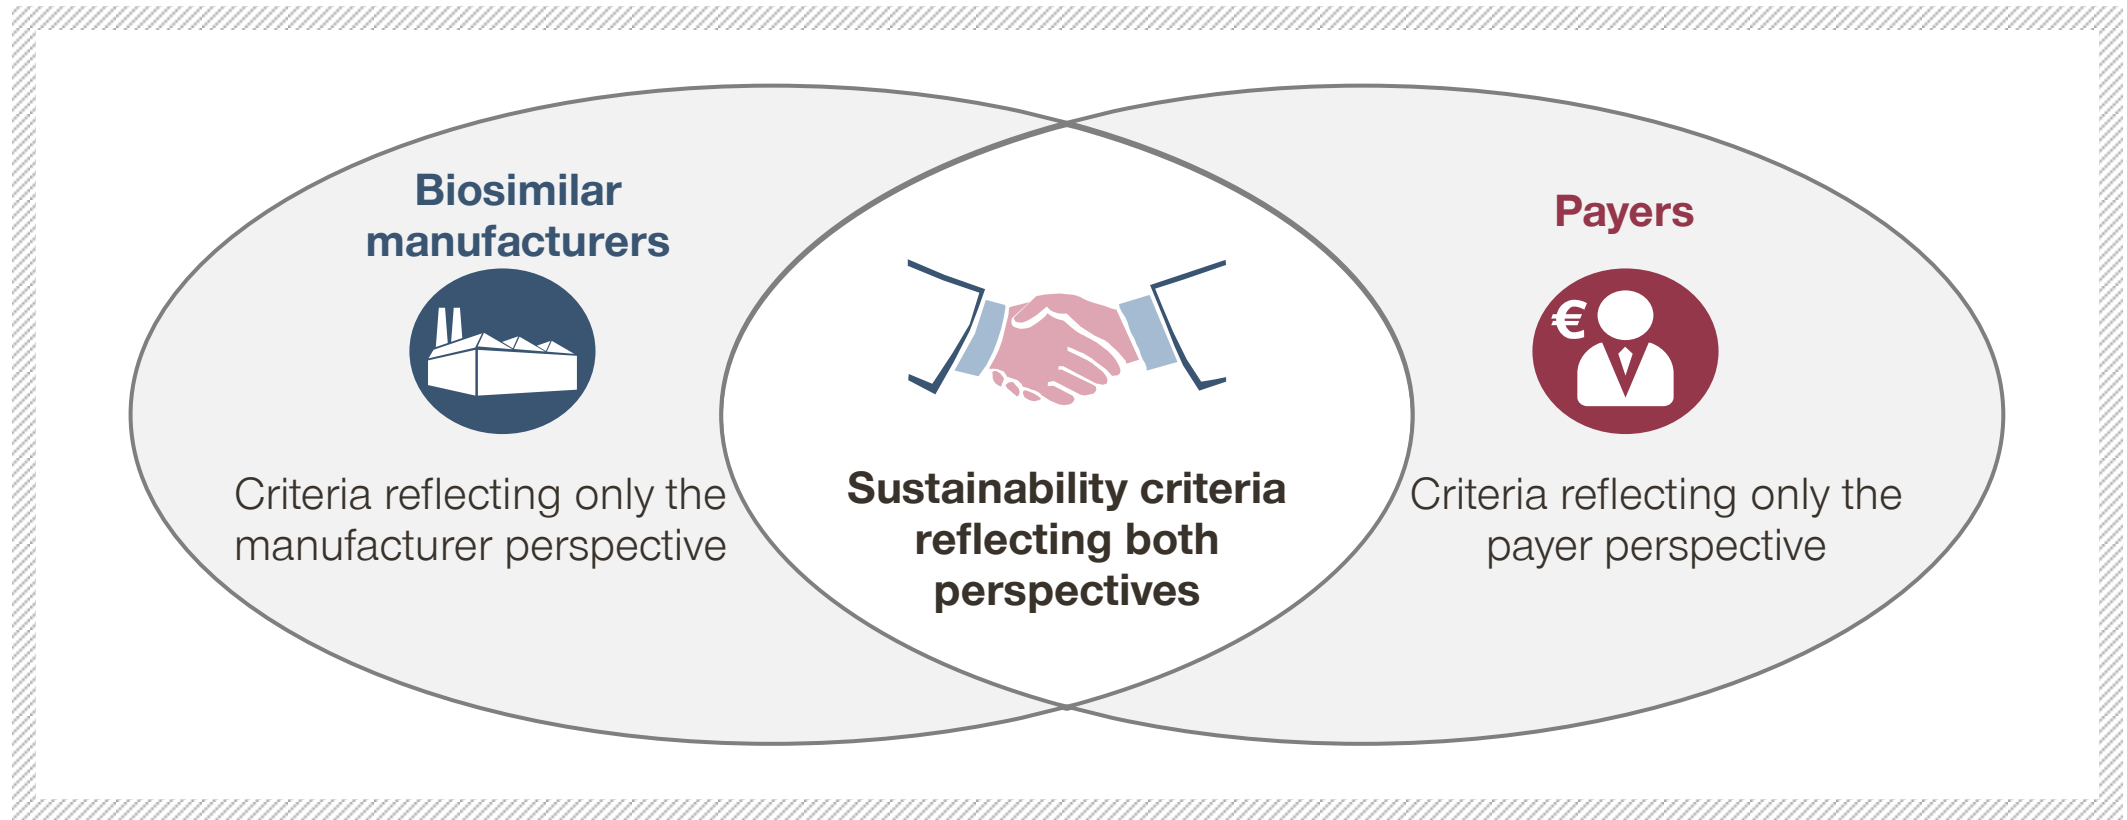 Biosimilar
manufacturers
Criteria reflecting only the
manufacturer perspective
Sustainability criteria
reflecting both
perspectives
Payers
€
Criteria reflecting only the
payer perspective